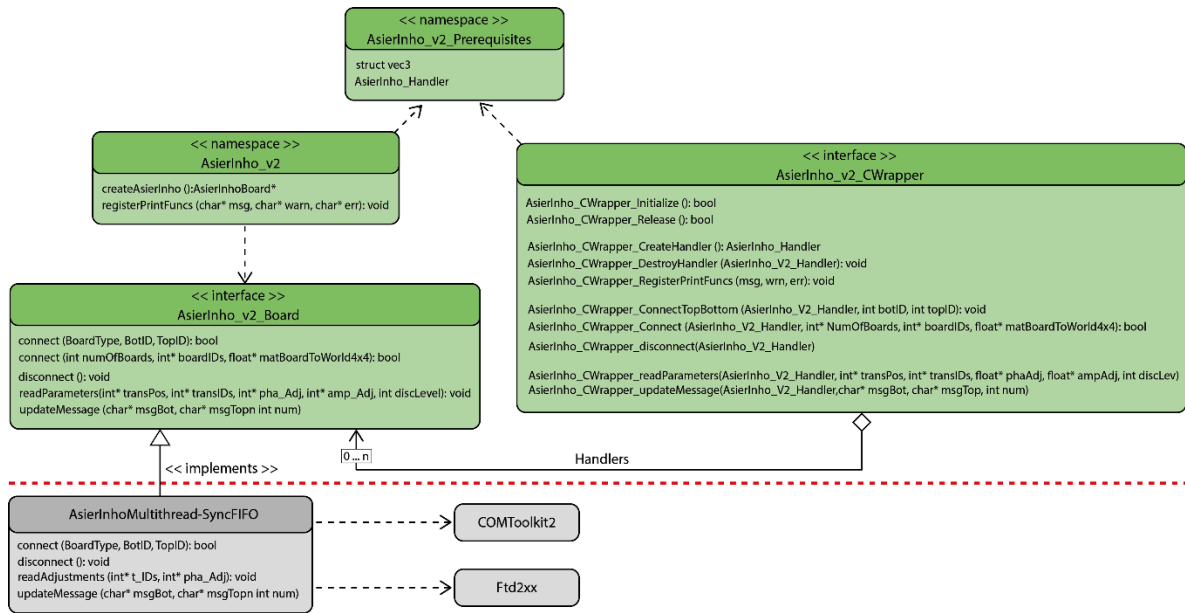 << namespace >>
AsierInho_v2_Prerequisites
struct vec3
AsierInho_Handler
<< namespace >>
AsierInho_v2
createAsierInho ():AsierInhoBoard*
registerPrintFuncs (char* msg, char* warn, char* err): void
<< interface >>
AsierInho_v2_CWrapper
AsierInho_CWrapper_Initialize (): bool
AsierInho_CWrapper_Release (): bool
AsierInho_CWrapper_CreateHandler (): AsierInho_Handler
AsierInho_CWrapper_DestroyHandler (AsierInho_V2_Handler): void
AsierInho_CWrapper_RegisterPrintFuncs (msg, wrn, err): void
AsierInho_CWrapper_ConnectTopBottom (AsierInho_V2_Handler, int botID, int topID): void
AsierInho_CWrapper_Connect (AsierInho_V2_Handler, int* NumOfBoards, int* boardIDs, float* matBoardToWorld4x4): bool
AsierInho_CWrapper_disconnect(AsierInho_V2_Handler)
AsierInho_CWrapper_readParameters(AsierInho_V2_Handler, int* transPos, int* transIDs, float* phaAdj, float* ampAdj, int discLev)
AsierInho_CWrapper_updateMessage(AsierInho_V2_Handler,char* msgBot, char* msgTop, int num)
<< interface >>
AsierInho_v2_Board
connect (BoardType, BotID, TopID): bool
connect (int numOfBoards, int* boardIDs, float* matBoardToWorld4x4): bool
disconnect (): void
readParameters(int* transPos, int* transIDs, int* pha_Adj, int* amp_Adj, int discLevel): void
updateMessage (char* msgBot, char* msgTopn int num)
0 ... n
Handlers
<< implements >>
AsierInhoMultithread-SyncFIFO
connect (BoardType, BotID, TopID): bool
disconnect (): void
readAdjustments (int* t_IDs, int* pha_Adj): void
updateMessage (char* msgBot, char* msgTopn int num)
COMToolkit2
Ftd2xx